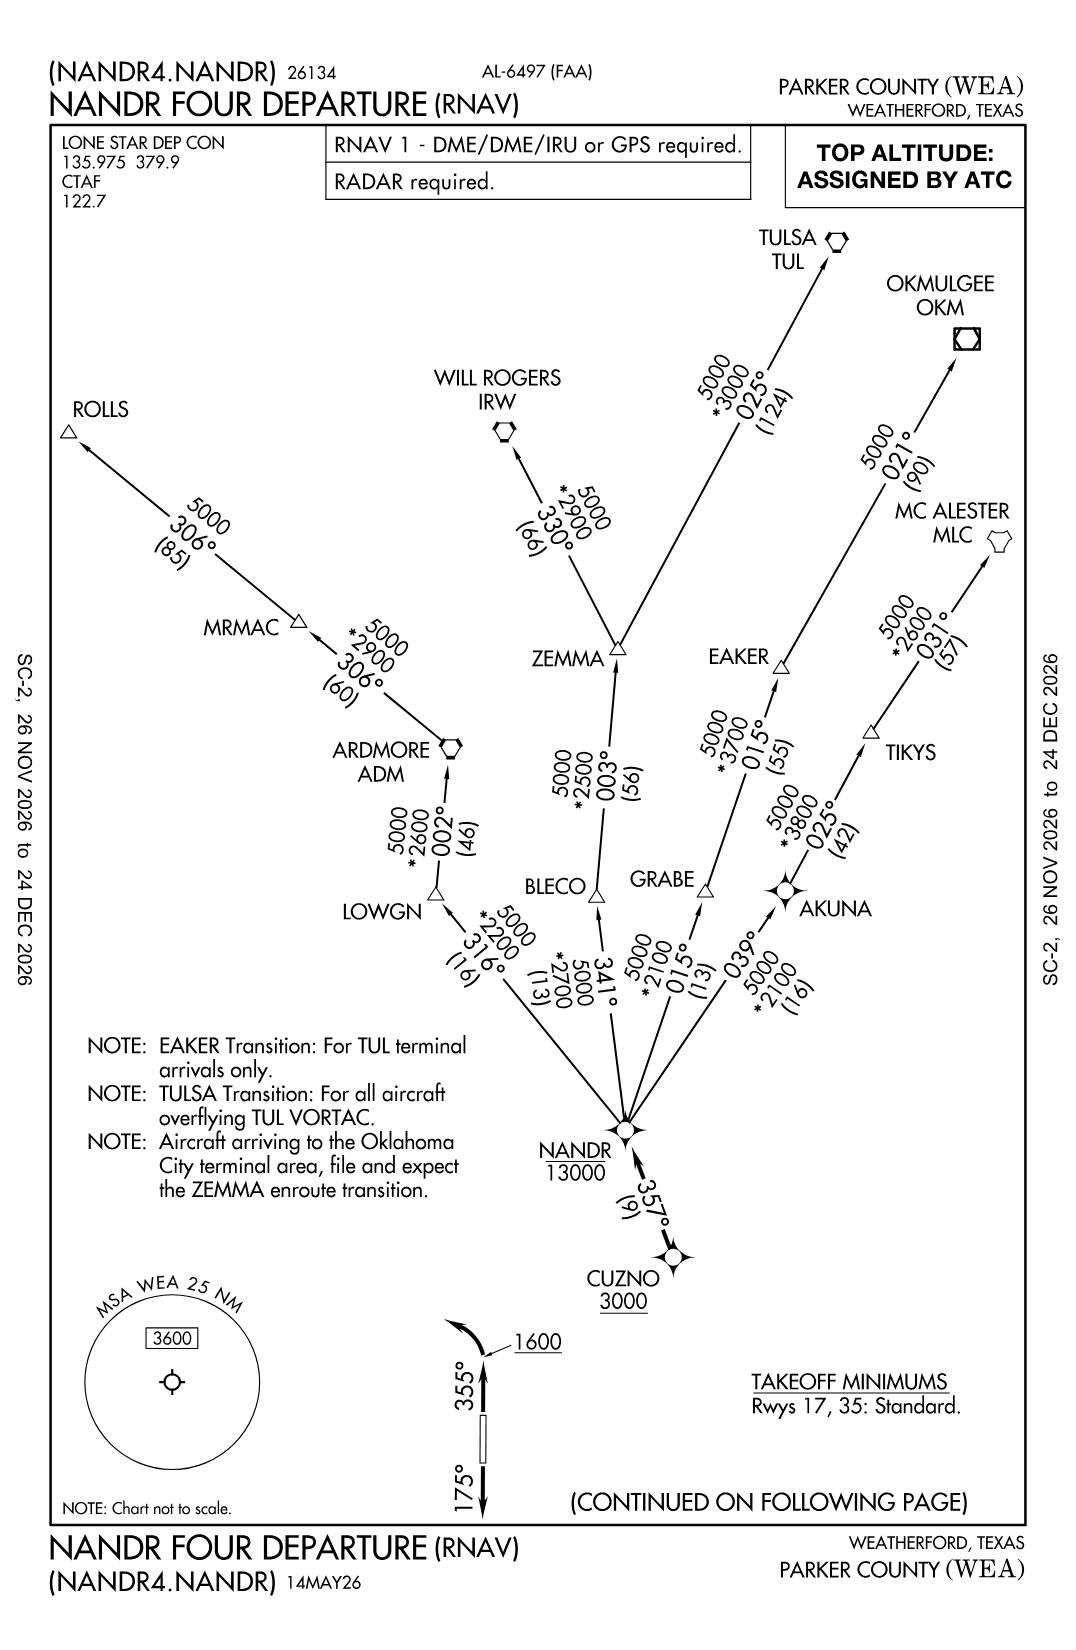 (NANDR4.NANDR) 26134
AL-6497 (FAA)
PARKER COUNTY (WEA)
NANDR FOUR DEPARTURE (RNAV)
WEATHERFORD, TEXAS
LONE STAR DEP CON
135.975 379.9
CTAF
122.7
RNAV 1 - DME/DME/IRU or GPS required.
RADAR required.
TOP ALTITUDE:
ASSIGNED BY ATC
TULSA
TUL
OKMULGEE
OKM
5000
*3000
025°
(124)
WILL ROGERS
IRW
ROLLS
5000
021°
(90)
5000
*2900
330°
(66)
MC ALESTER
MLC
5000
306°
(85)
5000
*2600
031°
(57)
MRMAC
5000
*2900
306°
(60)
ZEMMA
EAKER
ARDMORE
ADM
5000
*2500
003°
(56)
5000
*3700
015°
(55)
TIKYS
5000
*2600
002°
(46)
5000
*3800
025°
(42)
LOWGN
BLECO
GRABE
AKUNA
5000
*2200
316°
(16)
341°
5000
*2700
(13)
5000
*2100
015°
(13)
039°
5000
*2100
(16)
NOTE: EAKER Transition: For TUL terminal
arrivals only.
NOTE: TULSA Transition: For all aircraft
overflying TUL VORTAC.
NOTE: Aircraft arriving to the Oklahoma
City terminal area, file and expect
the ZEMMA enroute transition.
NANDR
13000
357°
(9)
CUZNO
3000
MSA WEA 25 NM
3600
1600
355°
175°
TAKEOFF MINIMUMS
Rwys 17, 35: Standard.
NOTE: Chart not to scale.
(CONTINUED ON FOLLOWING PAGE)
NANDR FOUR DEPARTURE (RNAV)
WEATHERFORD, TEXAS
(NANDR4.NANDR) 14MAY26
PARKER COUNTY (WEA)
SC-2, 26 NOV 2026 to 24 DEC 2026
SC-2, 26 NOV 2026 to 24 DEC 2026